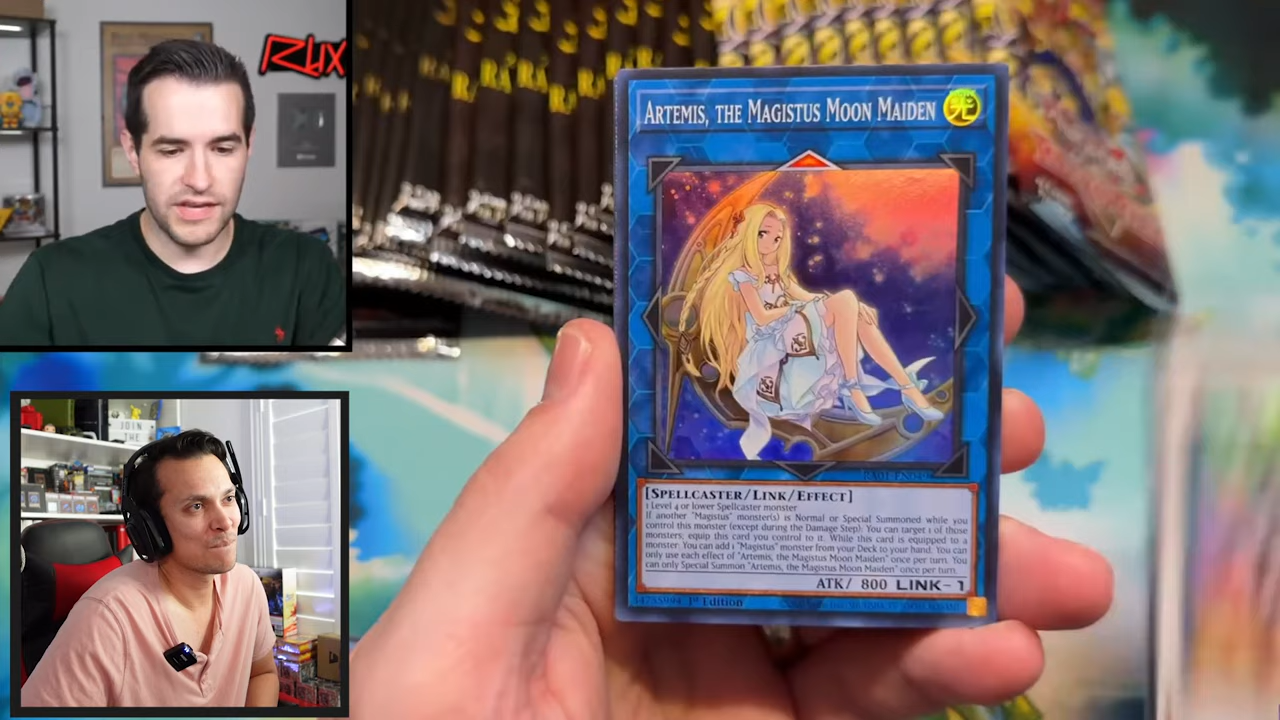 RUX
JOIN
THE
ARTEMIS, THE MAGISTUS MOON MAIDEN
光
[SPELLCASTER/LINK/EFFECT]
1 Level 4 or lower Spellcaster monster
If another "Magistus" monster(s) is Normal or Special Summoned while you
control this monster (except during the Damage Step): You can target 1 of those
monsters; equip this card you control to it. While this card is equipped to a
monster: You can add 1 "Magistus" monster from your Deck to your hand. You can
only use each effect of "Artemis, the Magistus Moon Maiden" once per turn. You
can only Special Summon "Artemis, the Magistus Moon Maiden" once per turn.
ATK/ 800 LINK-1
1st Edition